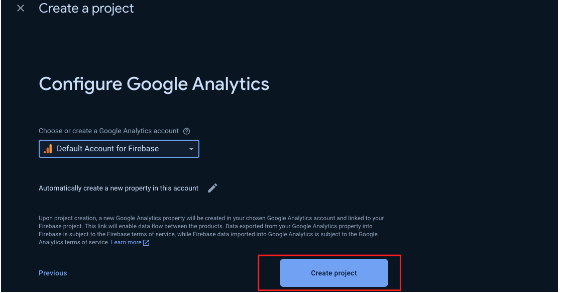 Create a project
Configure Google Analytics
Choose or create a Google Analytics account
Default Account for Firebase
Automatically create a new property in this account
Upon project creation, a new Google Analytics property will be created in your chosen Google Analytics account and linked to your
Firebase project. This link will enable data flow between the products. Data exported from your Google Analytics property into
Firebase is subject to the Firebase terms of service, while Firebase data imported into Google Analytics is subject to the Google
Analytics terms of service. Learn more
Previous
Create project